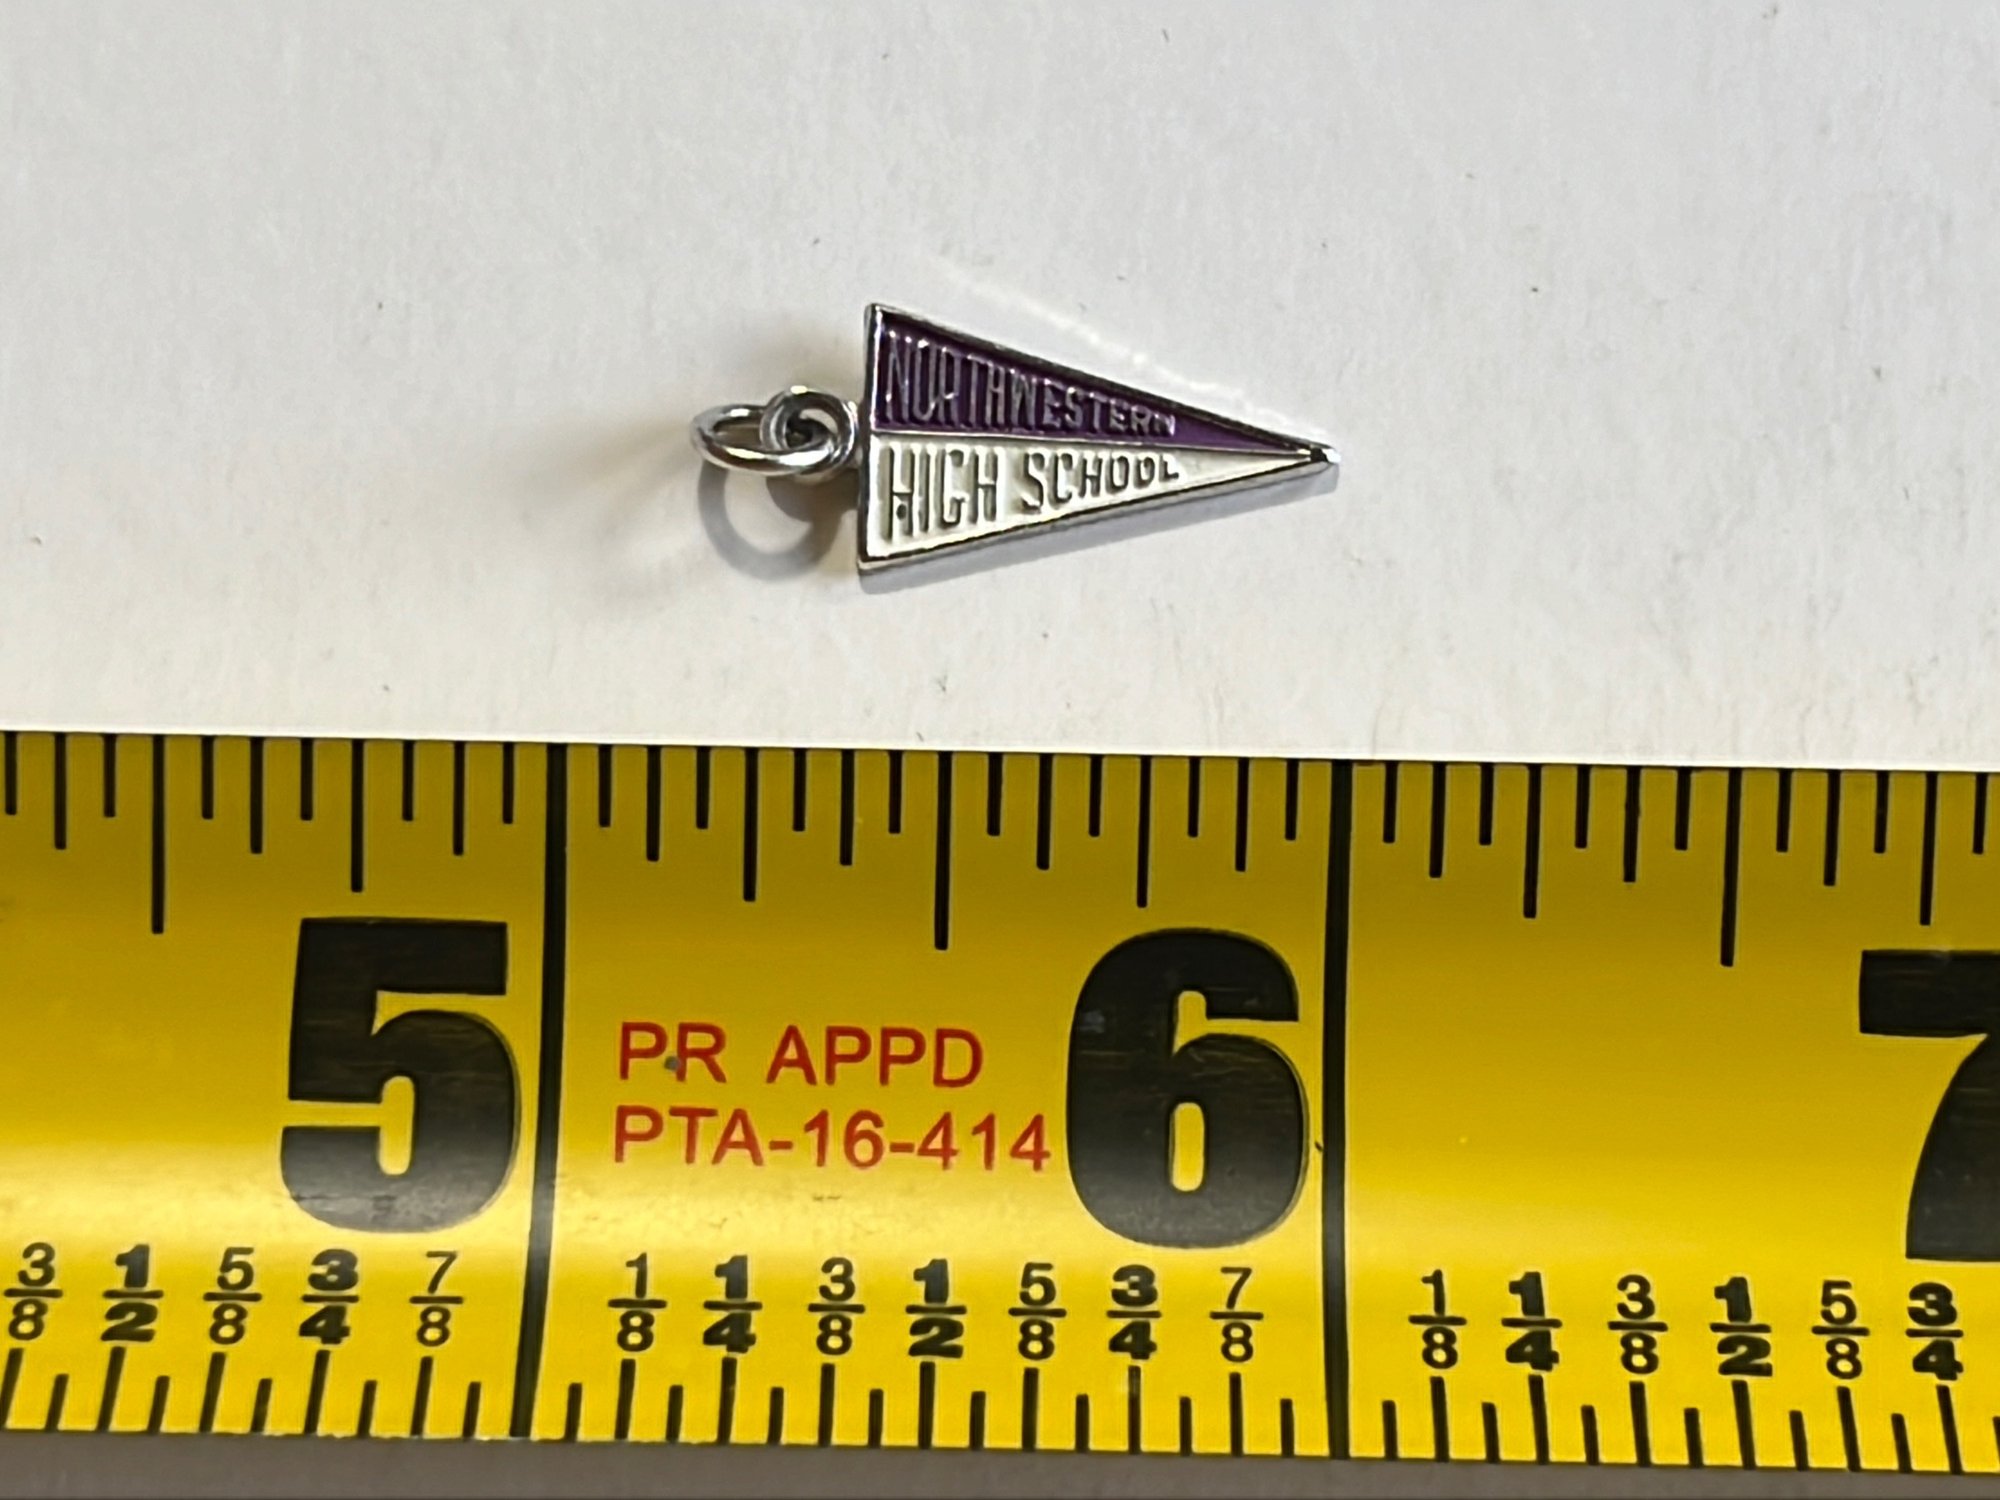 NORTHWESTERN
HIGH SCHOOL
5 6 7
PR APPD
PTA-16-414
3/8 1/2 5/8 3/4 7/8 1/8 1/4 3/8 1/2 5/8 3/4 7/8 1/8 1/4 3/8 1/2 5/8 3/4